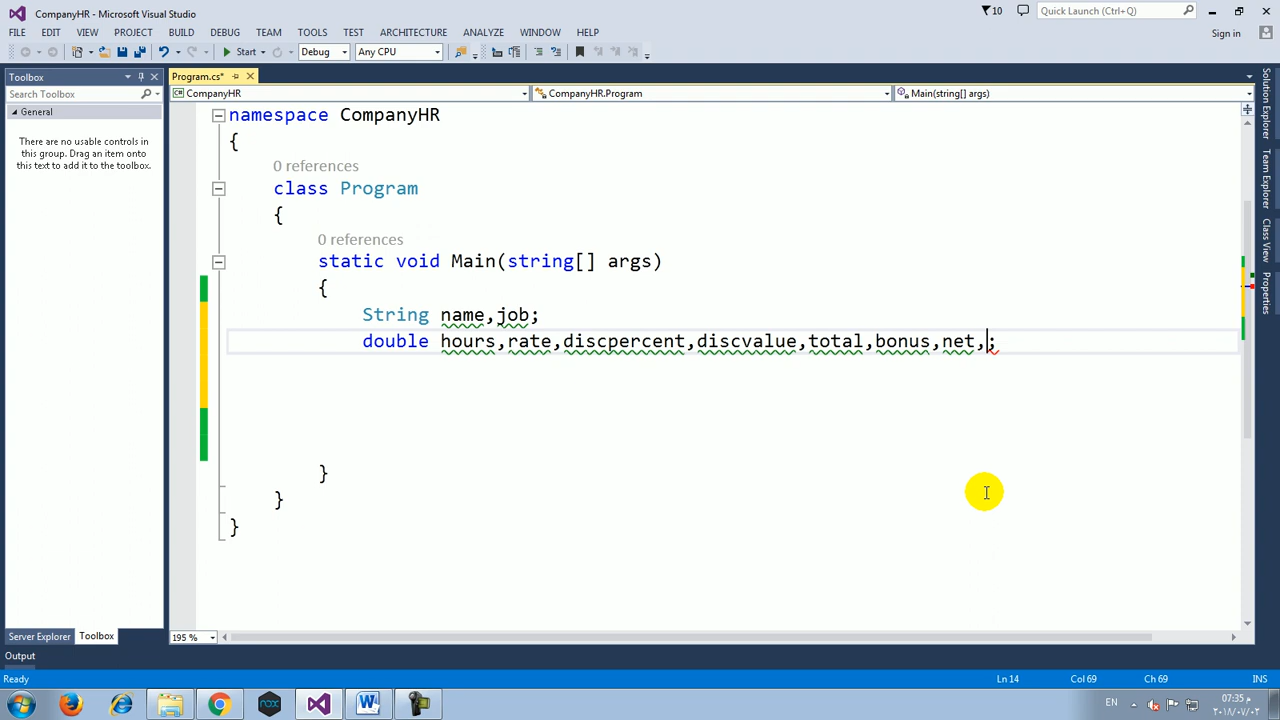 CompanyHR - Microsoft Visual Studio
10
Quick Launch (Ctrl+Q)
FILE EDIT VIEW PROJECT BUILD DEBUG TEAM TOOLS TEST ARCHITECTURE ANALYZE WINDOW HELP
Sign in
Start Debug Any CPU
Toolbox
Program.cs*
Search Toolbox
CompanyHR
CompanyHR.Program
Main(string[] args)
General
There are no usable controls in
this group. Drag an item onto
this text to add it to the toolbox.
namespace CompanyHR
{
0 references
class Program
{
0 references
static void Main(string[] args)
{
String name,job;
double hours,rate,discpercent,discvalue,total,bonus,net,;
}
}
}
Solution Explorer
Team Explorer
Class View
Properties
195 %
Server Explorer
Toolbox
Output
Ready
Ln 14
Col 69
Ch 69
INS
nox
EN
07:35 م
٢٠١٨/٠٧/٠٢